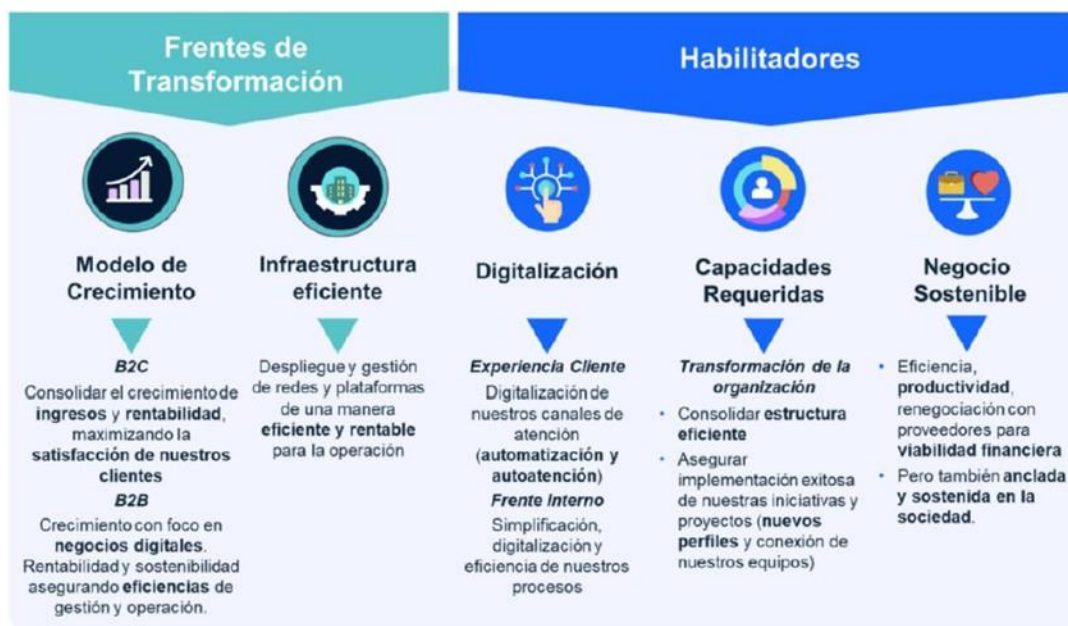 Frentes de
Transformación
Habilitadores
Modelo de
Crecimiento
B2C
Consolidar el crecimiento de
ingresos y rentabilidad,
maximizando la
satisfacción de nuestros
clientes
B2B
Crecimiento con foco en
negocios digitales.
Rentabilidad y sostenibilidad
asegurando eficiencias de
gestión y operación.
Infraestructura
eficiente
Despliegue y gestión
de redes y plataformas
de una manera
eficiente y rentable
para la operación
Digitalización
Experiencia Cliente
Digitalización de
nuestros canales de
atención
(automatización y
autoatención)
Frente Interno
Simplificación,
digitalización y
eficiencia de nuestros
procesos
Capacidades
Requeridas
Transformación de la
organización
• Consolidar estructura
eficiente
• Asegurar
implementación exitosa
de nuestras iniciativas y
proyectos (nuevos
perfiles y conexión de
nuestros equipos)
Negocio
Sostenible
• Eficiencia,
productividad,
renegociación con
proveedores para
viabilidad financiera
• Pero también anclada
y sostenida en la
sociedad.